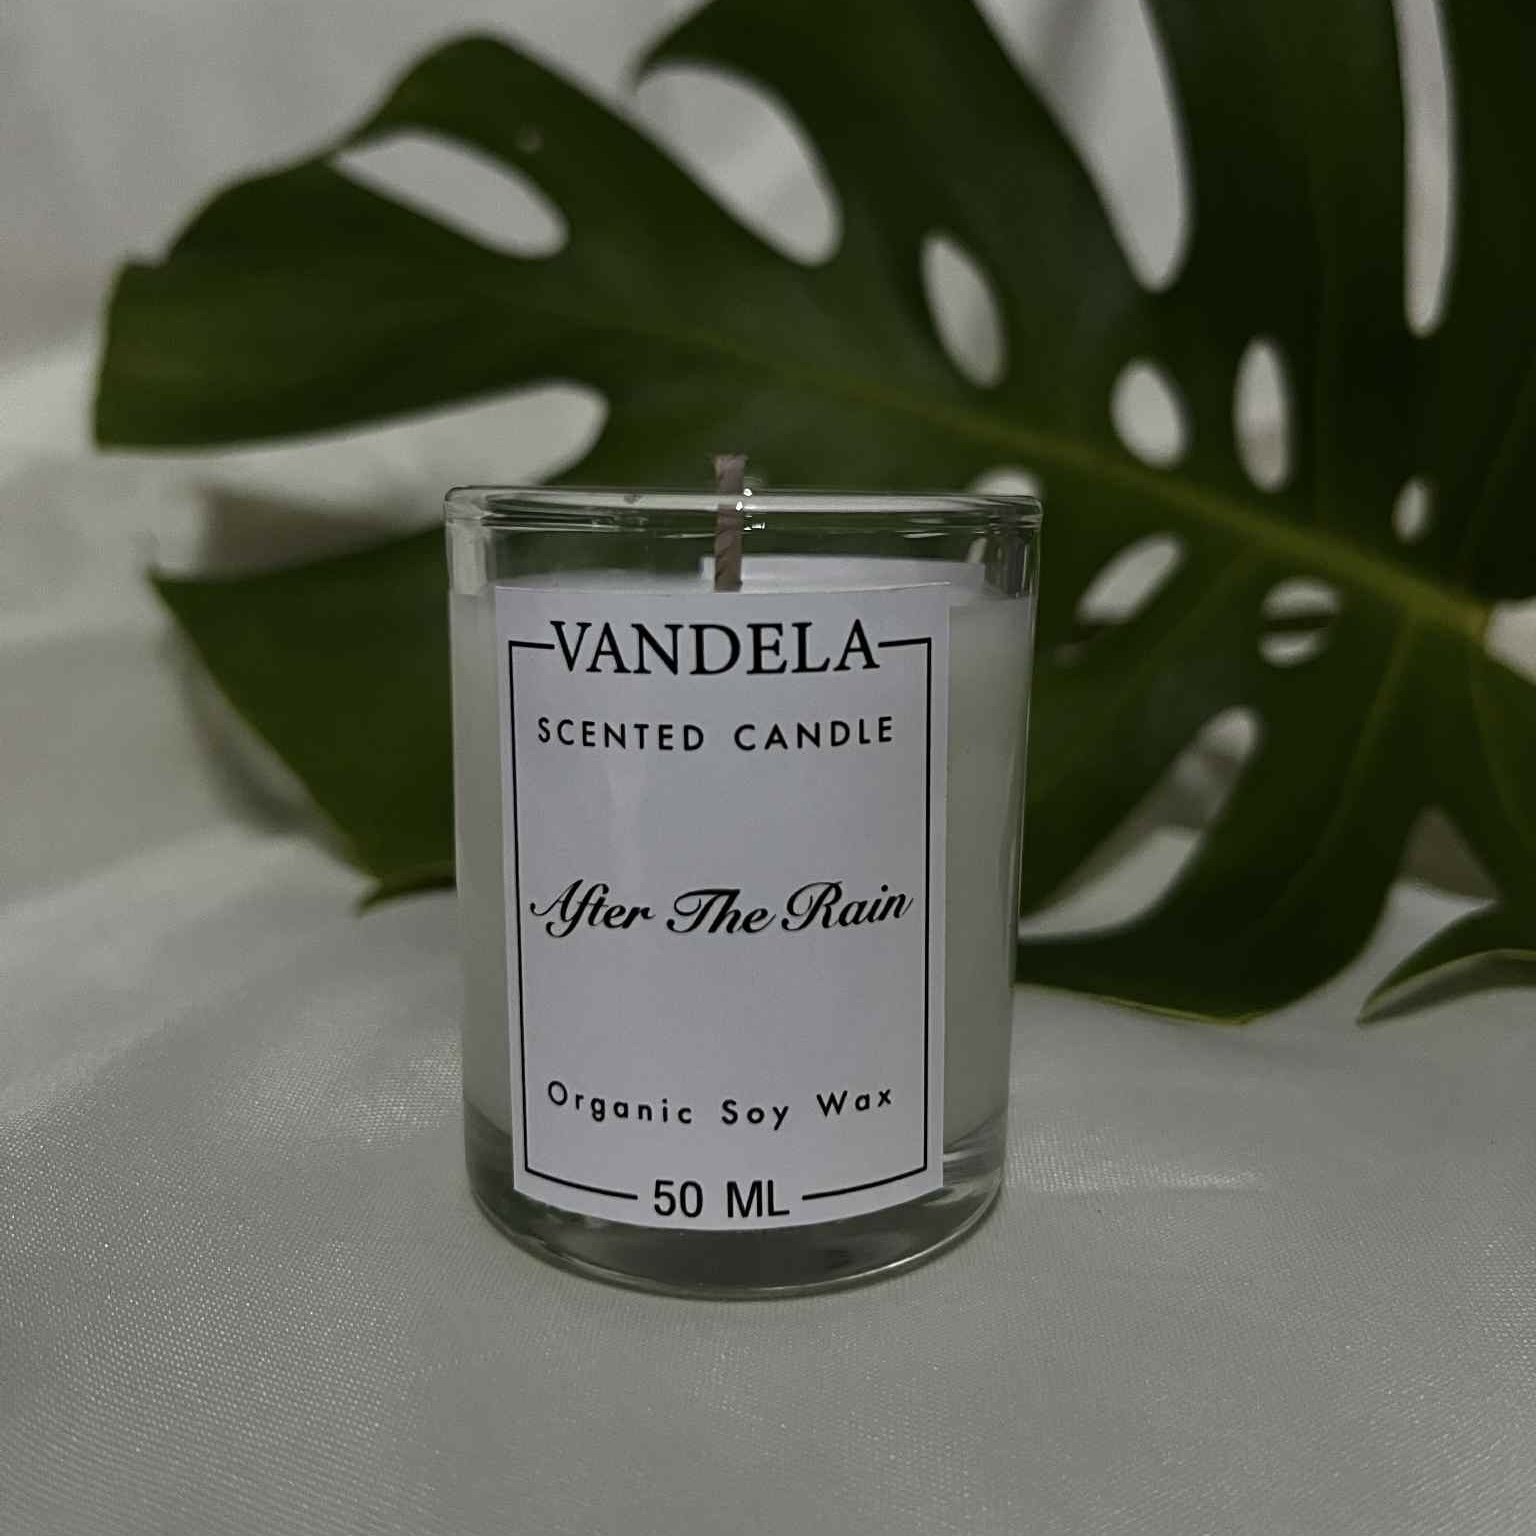 VANDELA
SCENTED CANDLE
After The Rain
Organic Soy Wax
50 ML